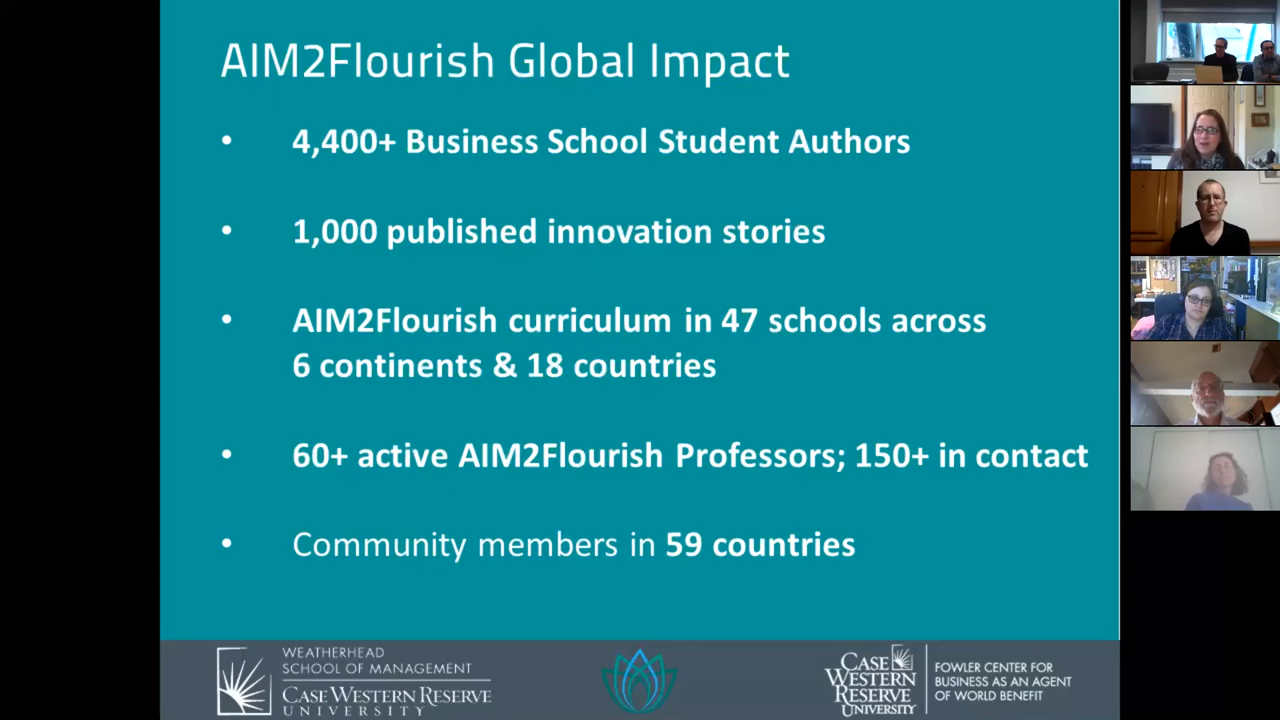 AIM2Flourish Global Impact
• 4,400+ Business School Student Authors
• 1,000 published innovation stories
• AIM2Flourish curriculum in 47 schools across
6 continents & 18 countries
• 60+ active AIM2Flourish Professors; 150+ in contact
• Community members in 59 countries
WEATHERHEAD
SCHOOL OF MANAGEMENT
CASE WESTERN RESERVE
UNIVERSITY
CASE
WESTERN
RESERVE
UNIVERSITY
FOWLER CENTER FOR
BUSINESS AS AN AGENT
OF WORLD BENEFIT